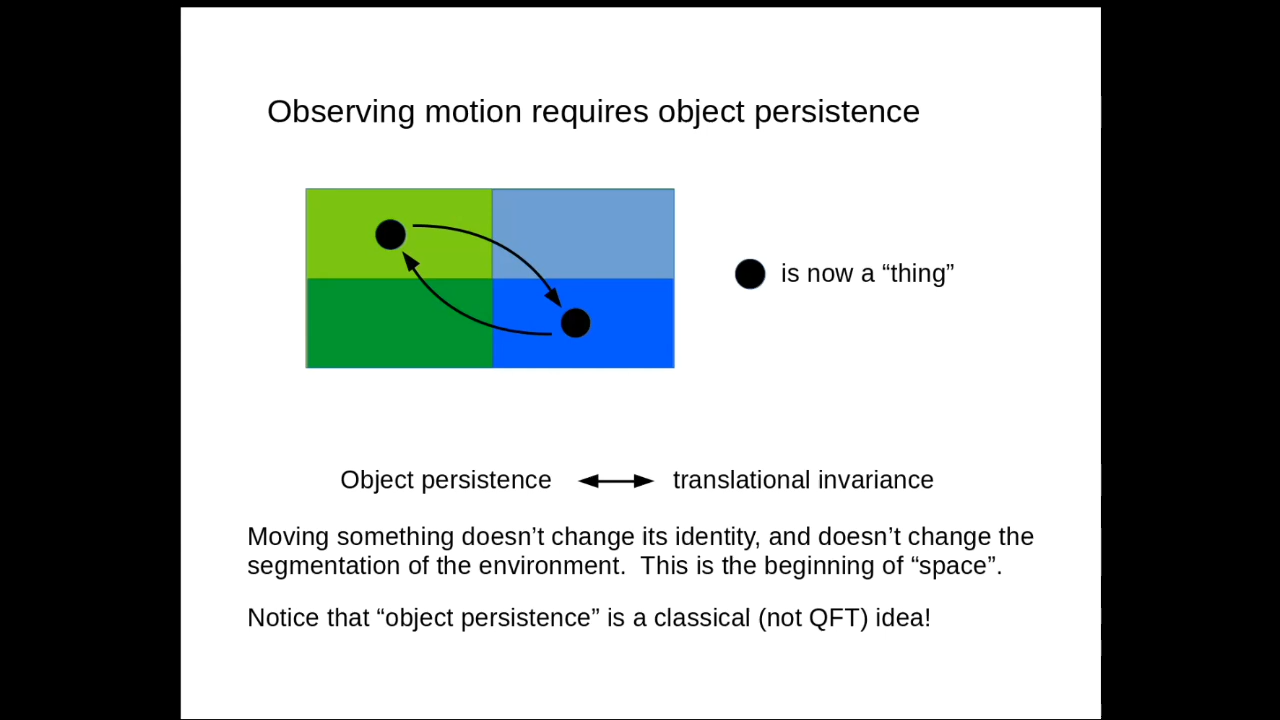 Observing motion requires object persistence
is now a “thing”
Object persistence translational invariance
Moving something doesn’t change its identity, and doesn’t change the
segmentation of the environment.  This is the beginning of “space”.
Notice that “object persistence” is a classical (not QFT) idea!